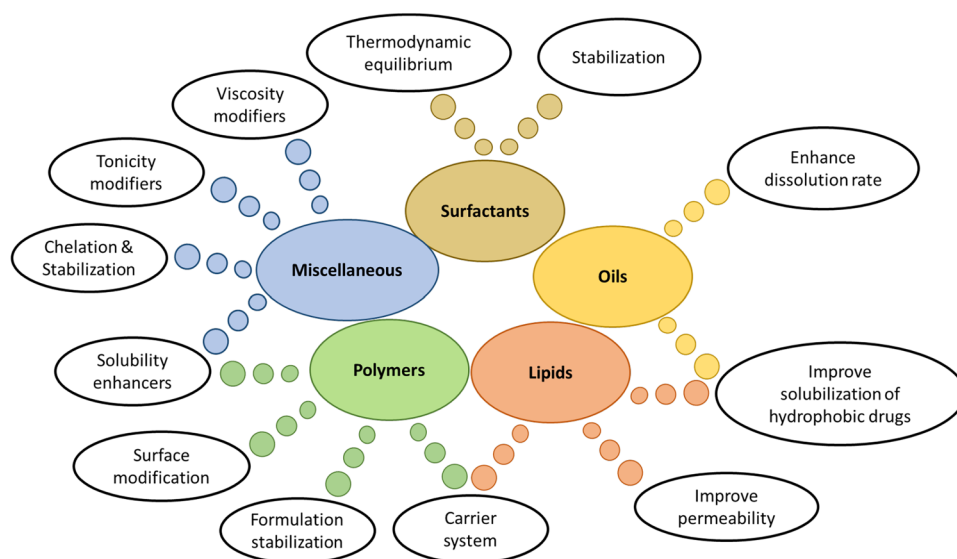 Thermodynamic
equilibrium
Stabilization
Viscosity
modifiers
Tonicity
modifiers
Enhance
dissolution rate
Surfactants
Chelation &
Stabilization
Miscellaneous
Oils
Solubility
enhancers
Polymers
Lipids
Improve
solubilization of
hydrophobic drugs
Surface
modification
Formulation
stabilization
Carrier
system
Improve
permeability